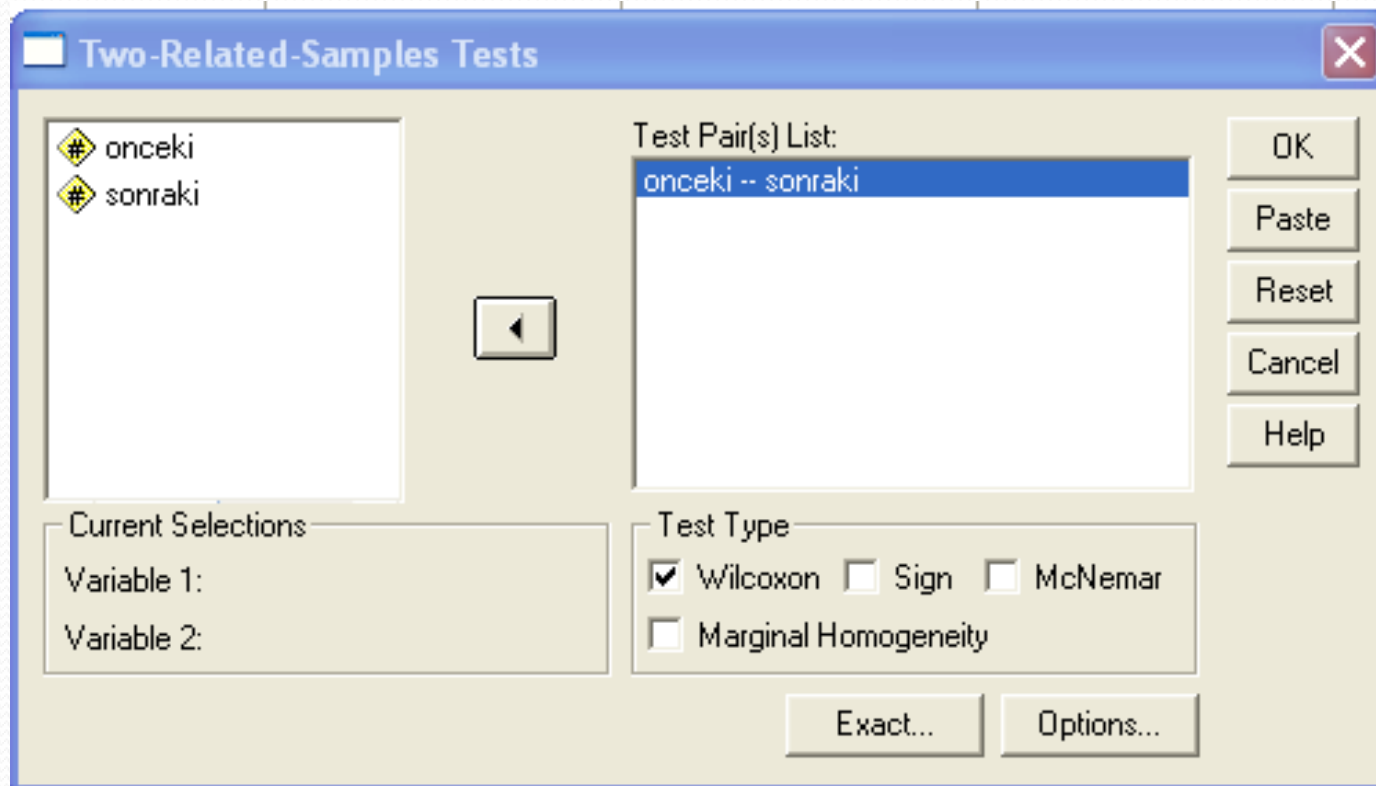 Two-Related-Samples Tests
onceki
sonraki
Test Pair(s) List:
onceki -- sonraki
OK
Paste
Reset
Cancel
Help
Current Selections
Variable 1:
Variable 2:
Test Type
Wilcoxon Sign McNemar
Marginal Homogeneity
Exact... Options...